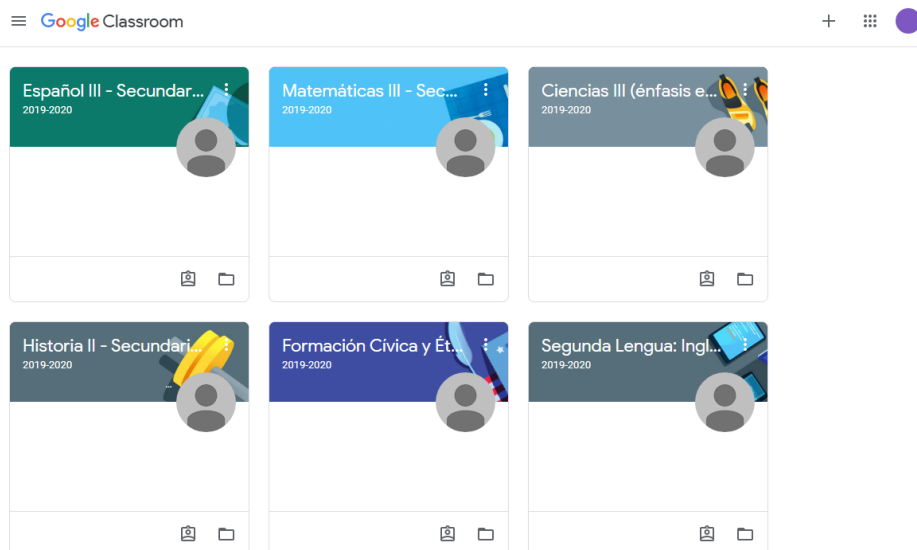 Google Classroom
Español III - Secundar...
2019-2020
Matemáticas III - Sec...
2019-2020
Ciencias III (énfasis e...
2019-2020
Historia II - Secundari...
2019-2020
Formación Cívica y Ét...
2019-2020
Segunda Lengua: Ingl...
2019-2020